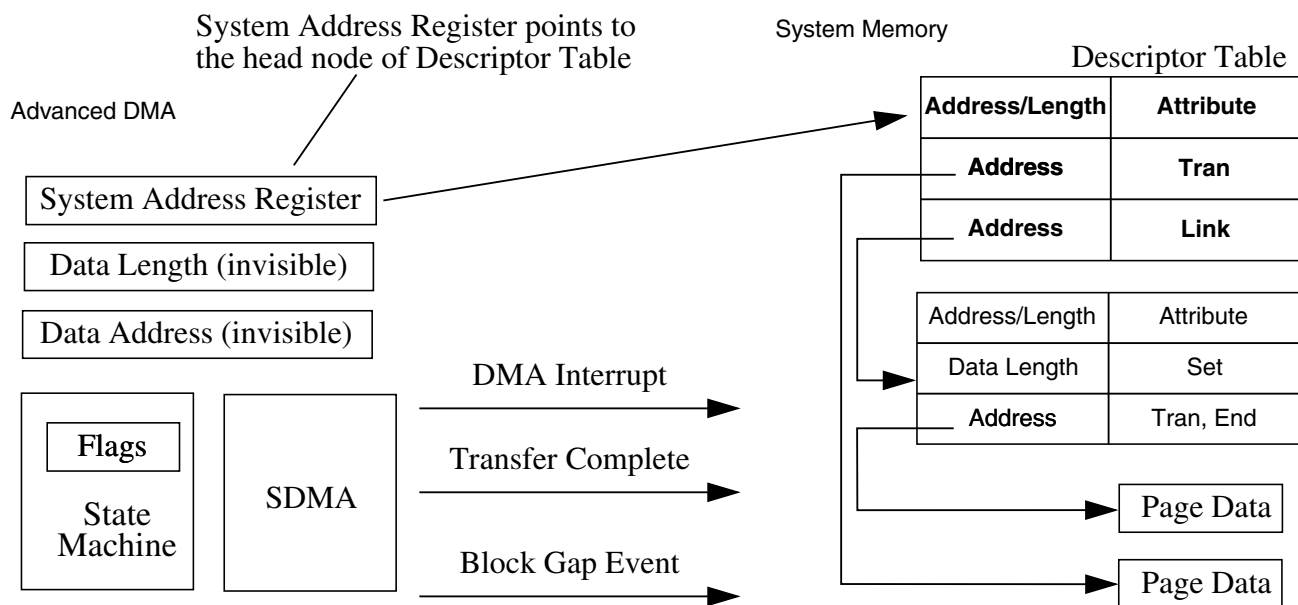 System Address Register points to
the head node of Descriptor Table
System Memory
Descriptor Table
Advanced DMA
Address/Length Attribute
Address Tran
Address Link
System Address Register
Data Length (invisible)
Data Address (invisible)
Address/Length Attribute
Data Length Set
Address Tran, End
Flags
State
Machine
SDMA
DMA Interrupt
Transfer Complete
Block Gap Event
Page Data
Page Data